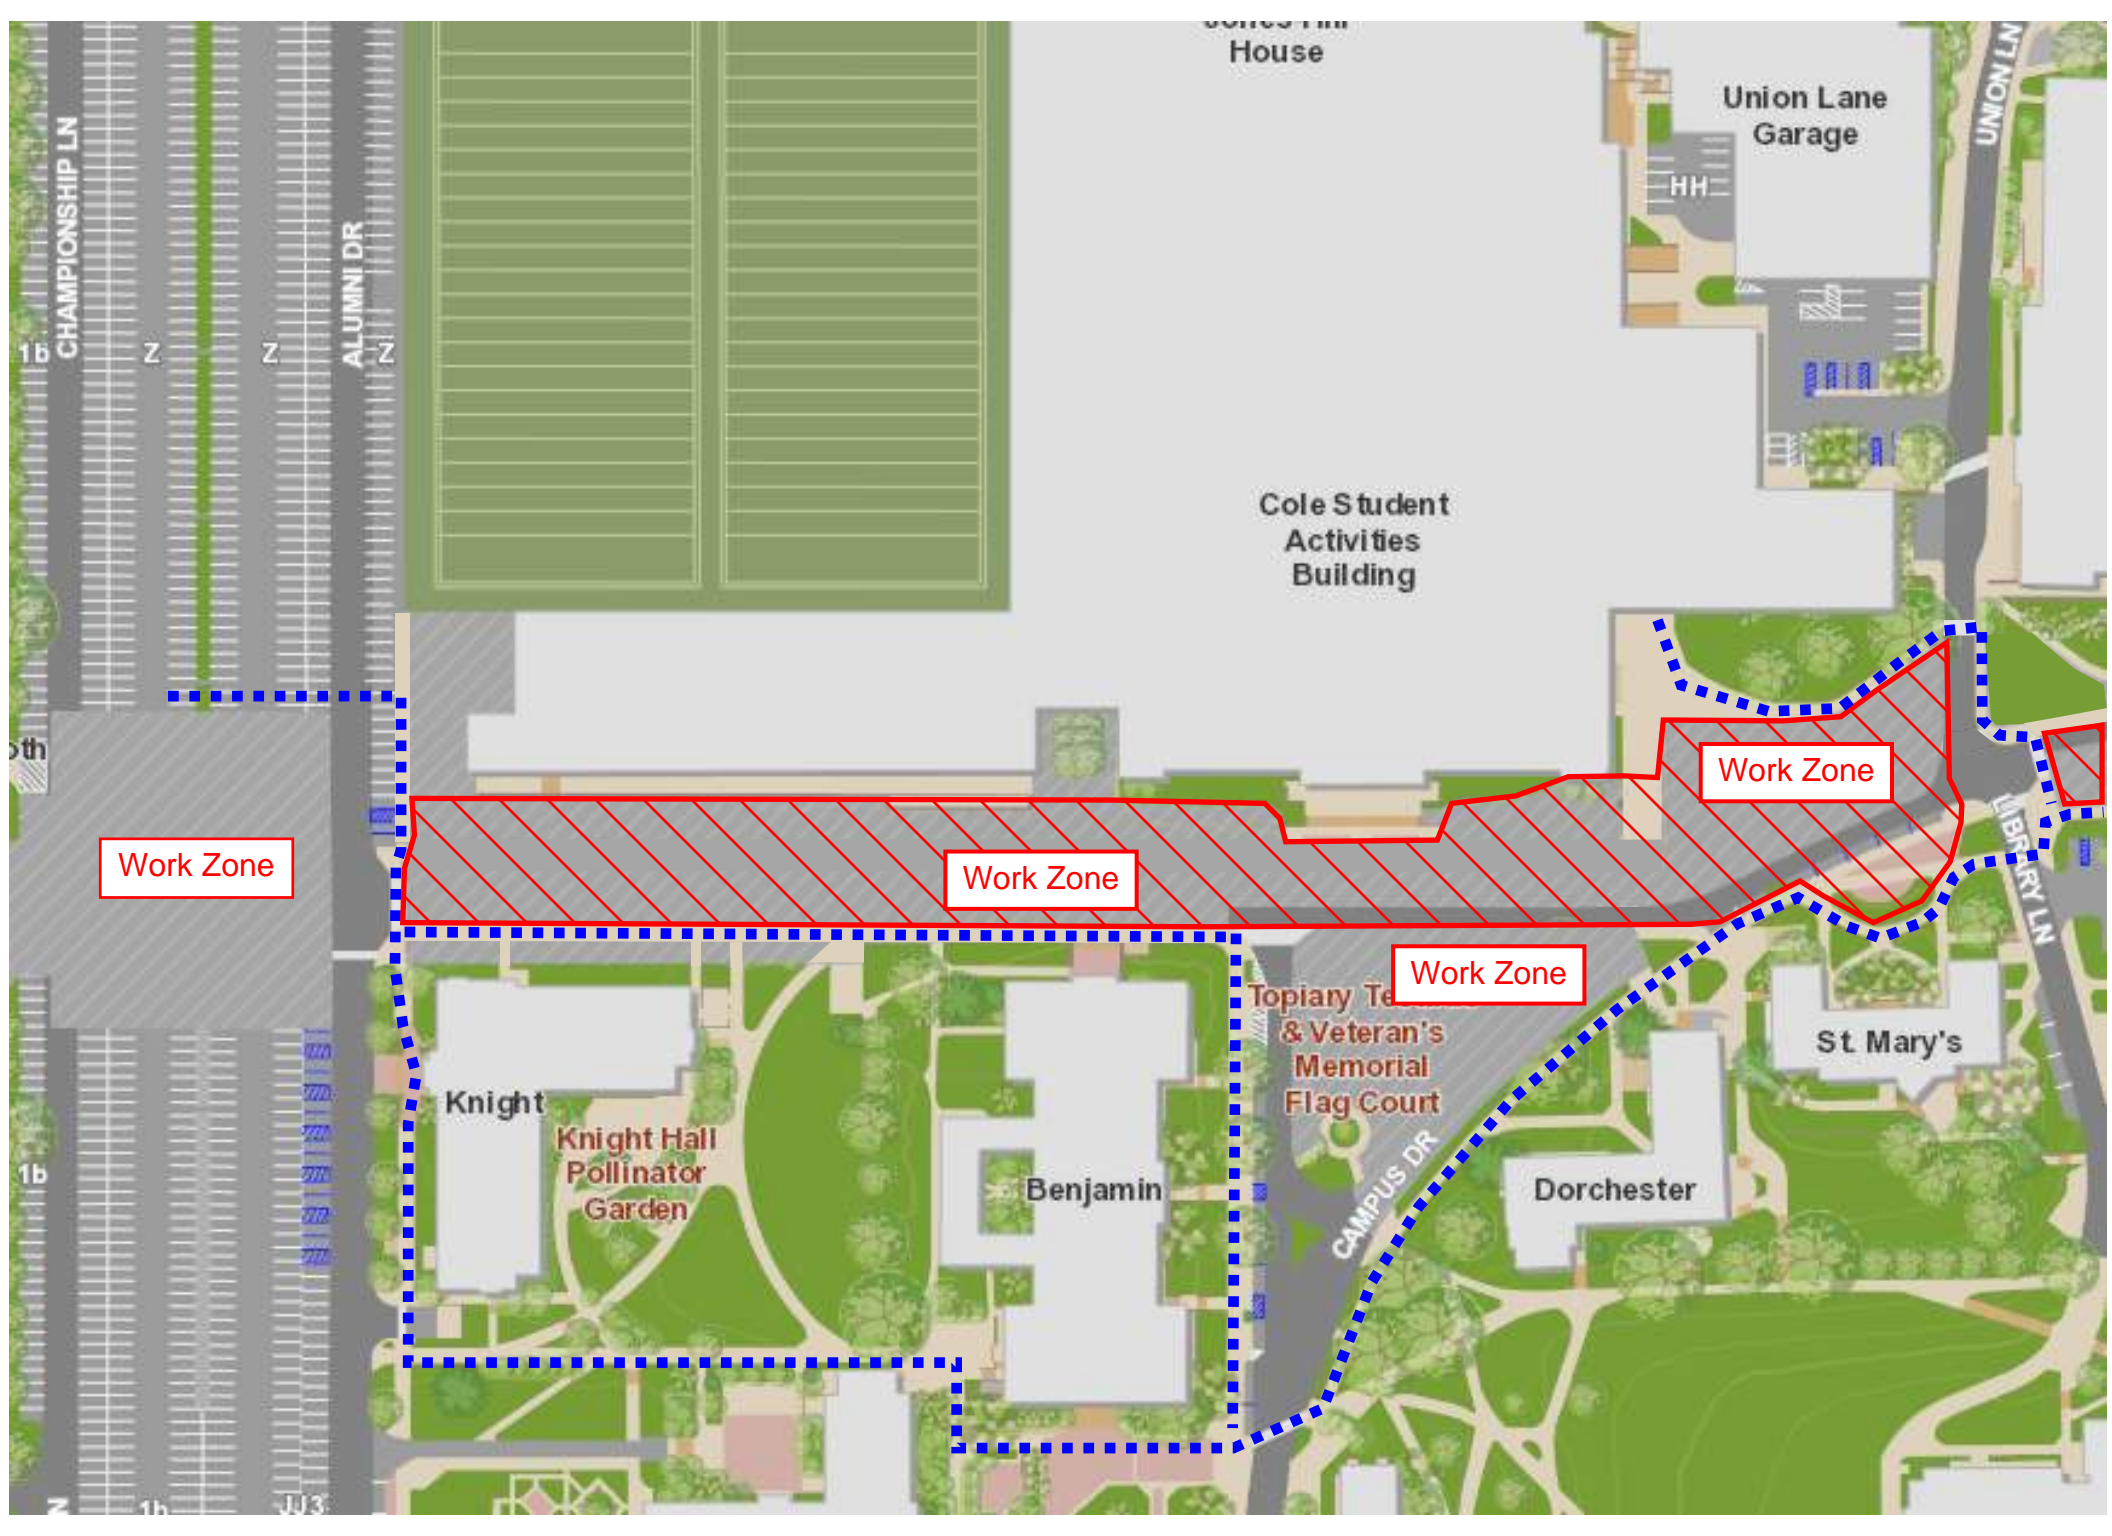 House
Union Lane
Garage
UNION LN
HH
CHAMPIONSHIP LN
ALUMNI DR
1b
Z
Z
Z
Cole Student
Activities
Building
Work Zone
Work Zone
Work Zone
Work Zone
LIBRARY LN
Topiary
& Veteran's
Memorial
Flag Court
St. Mary's
Knight
Knight Hall
Pollinator
Garden
Benjamin
CAMPUS DR
Dorchester
1b
1b
JJ3